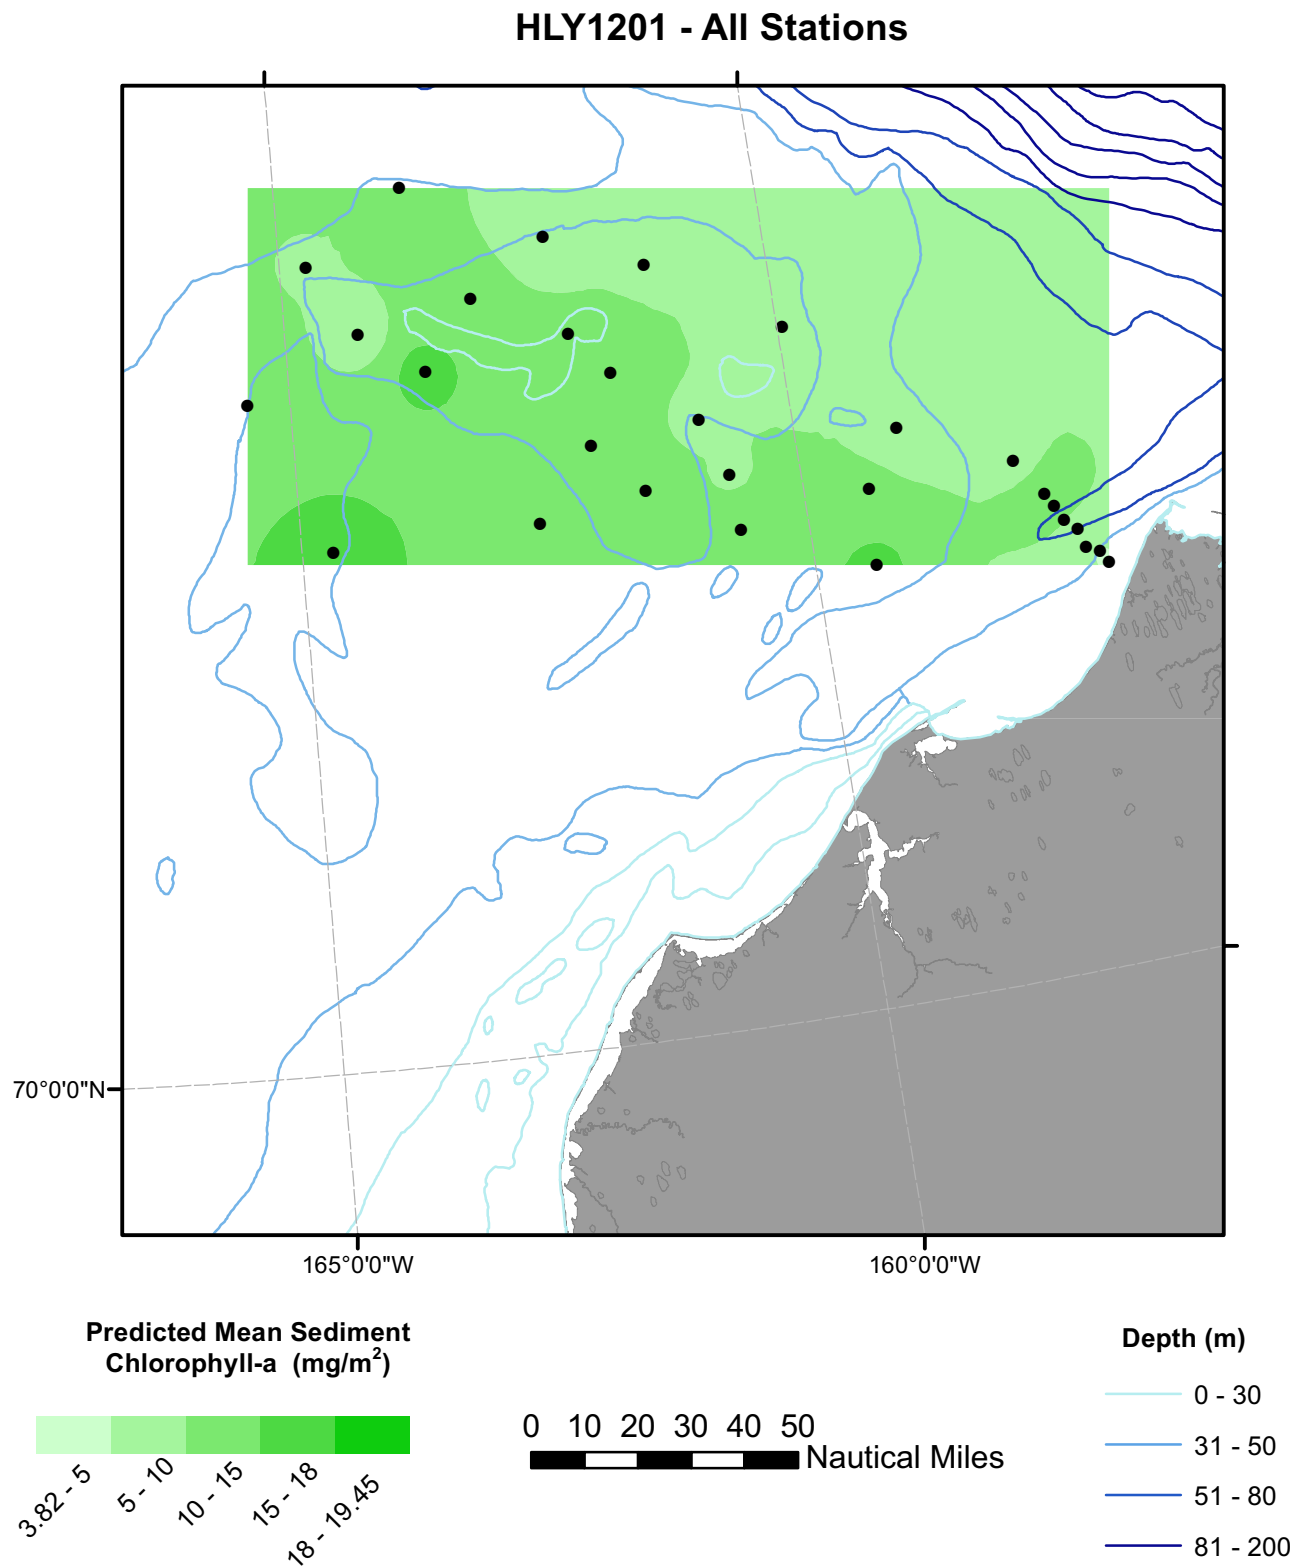 HLY1201 - All Stations
70°0'0"N
165°0'0"W
160°0'0"W
Predicted Mean Sediment
Chlorophyll-a (mg/m²)
3.82 - 5
5 - 10
10 - 15
15 - 18
18 - 19.45
0 10 20 30 40 50
Nautical Miles
Depth (m)
0 - 30
31 - 50
51 - 80
81 - 200